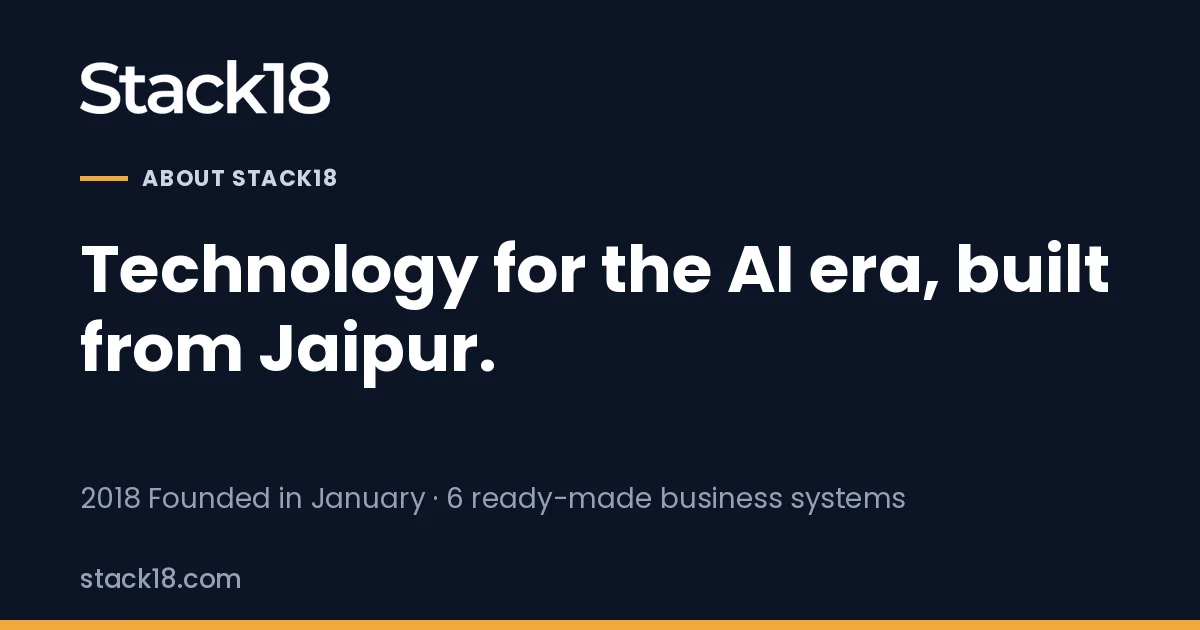 Stack18
ABOUT STACK18
Technology for the AI era, built
from Jaipur.
2018 Founded in January · 6 ready-made business systems
stack18.com